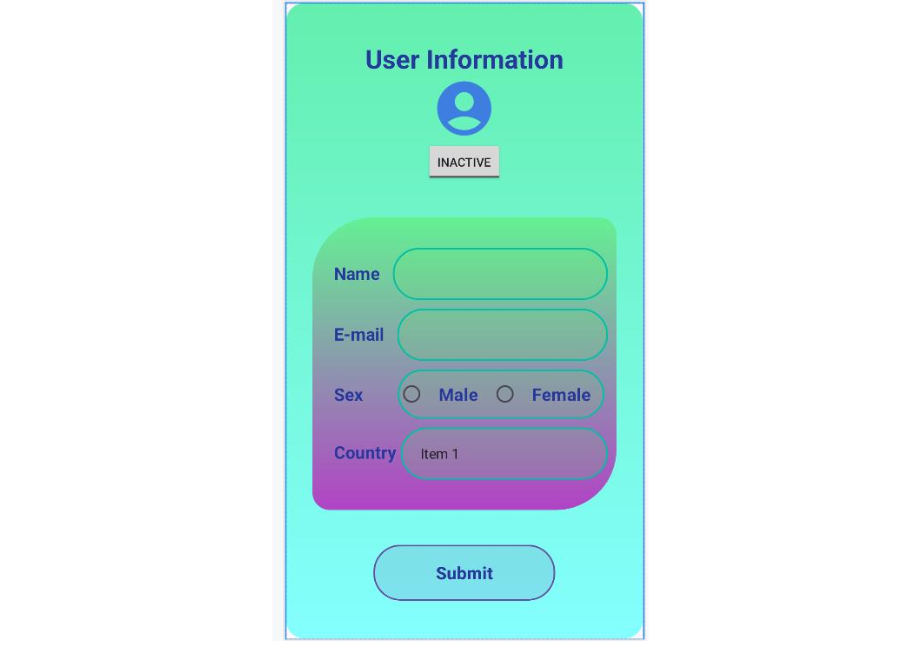 User Information
INACTIVE
Name
E-mail
Sex Male Female
Country Item 1
Submit